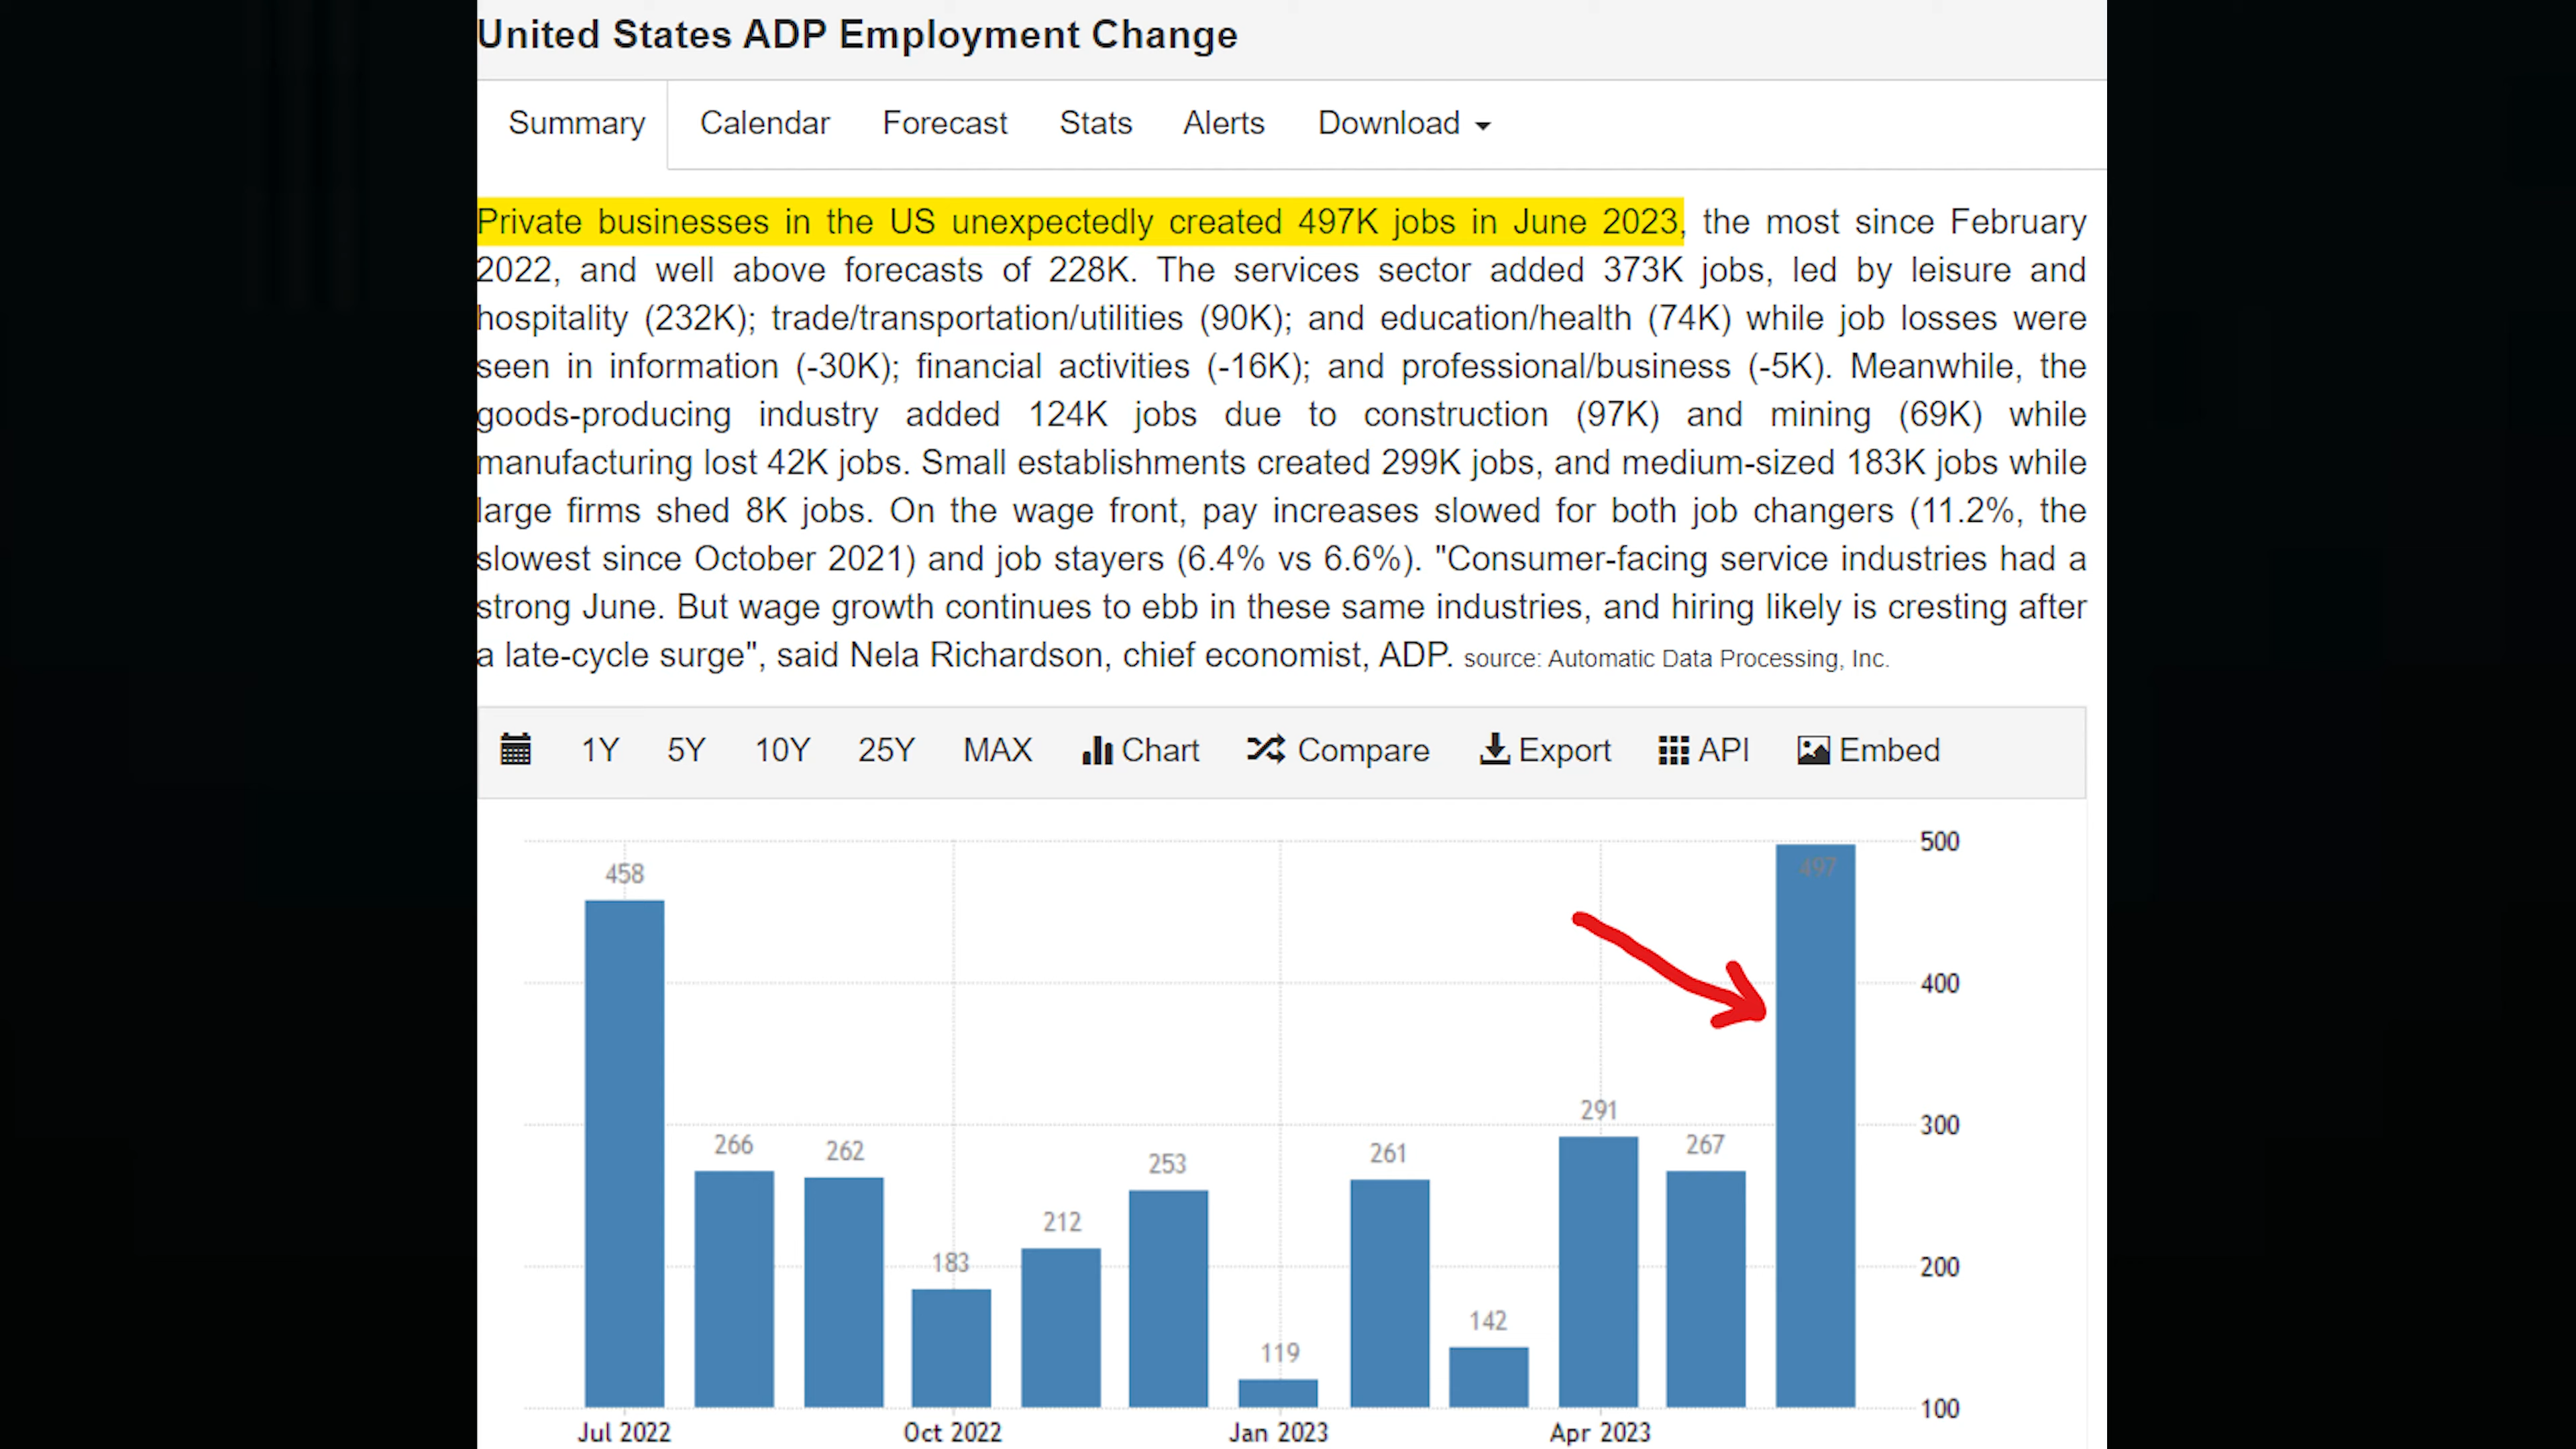 United States ADP Employment Change
Summary Calendar Forecast Stats Alerts Download
Private businesses in the US unexpectedly created 497K jobs in June 2023, the most since February
2022, and well above forecasts of 228K. The services sector added 373K jobs, led by leisure and
hospitality (232K); trade/transportation/utilities (90K); and education/health (74K) while job losses were
seen in information (-30K); financial activities (-16K); and professional/business (-5K). Meanwhile, the
goods-producing industry added 124K jobs due to construction (97K) and mining (69K) while
manufacturing lost 42K jobs. Small establishments created 299K jobs, and medium-sized 183K jobs while
large firms shed 8K jobs. On the wage front, pay increases slowed for both job changers (11.2%, the
slowest since October 2021) and job stayers (6.4% vs 6.6%). "Consumer-facing service industries had a
strong June. But wage growth continues to ebb in these same industries, and hiring likely is cresting after
a late-cycle surge", said Nela Richardson, chief economist, ADP. source: Automatic Data Processing, Inc.
1Y 5Y 10Y 25Y MAX Chart Compare Export API Embed
500
458
497
400
300
291
266
262
253
261
267
212
200
183
142
119
100
Jul 2022 Oct 2022 Jan 2023 Apr 2023